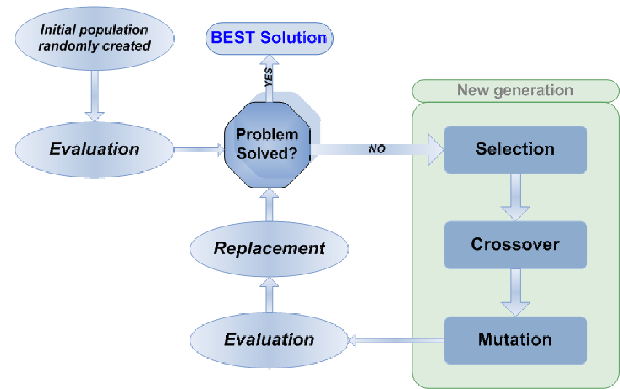 Initial population
randomly created
BEST Solution
YES
New generation
Evaluation
Problem
Solved?
NO
Selection
Replacement
Crossover
Evaluation
Mutation